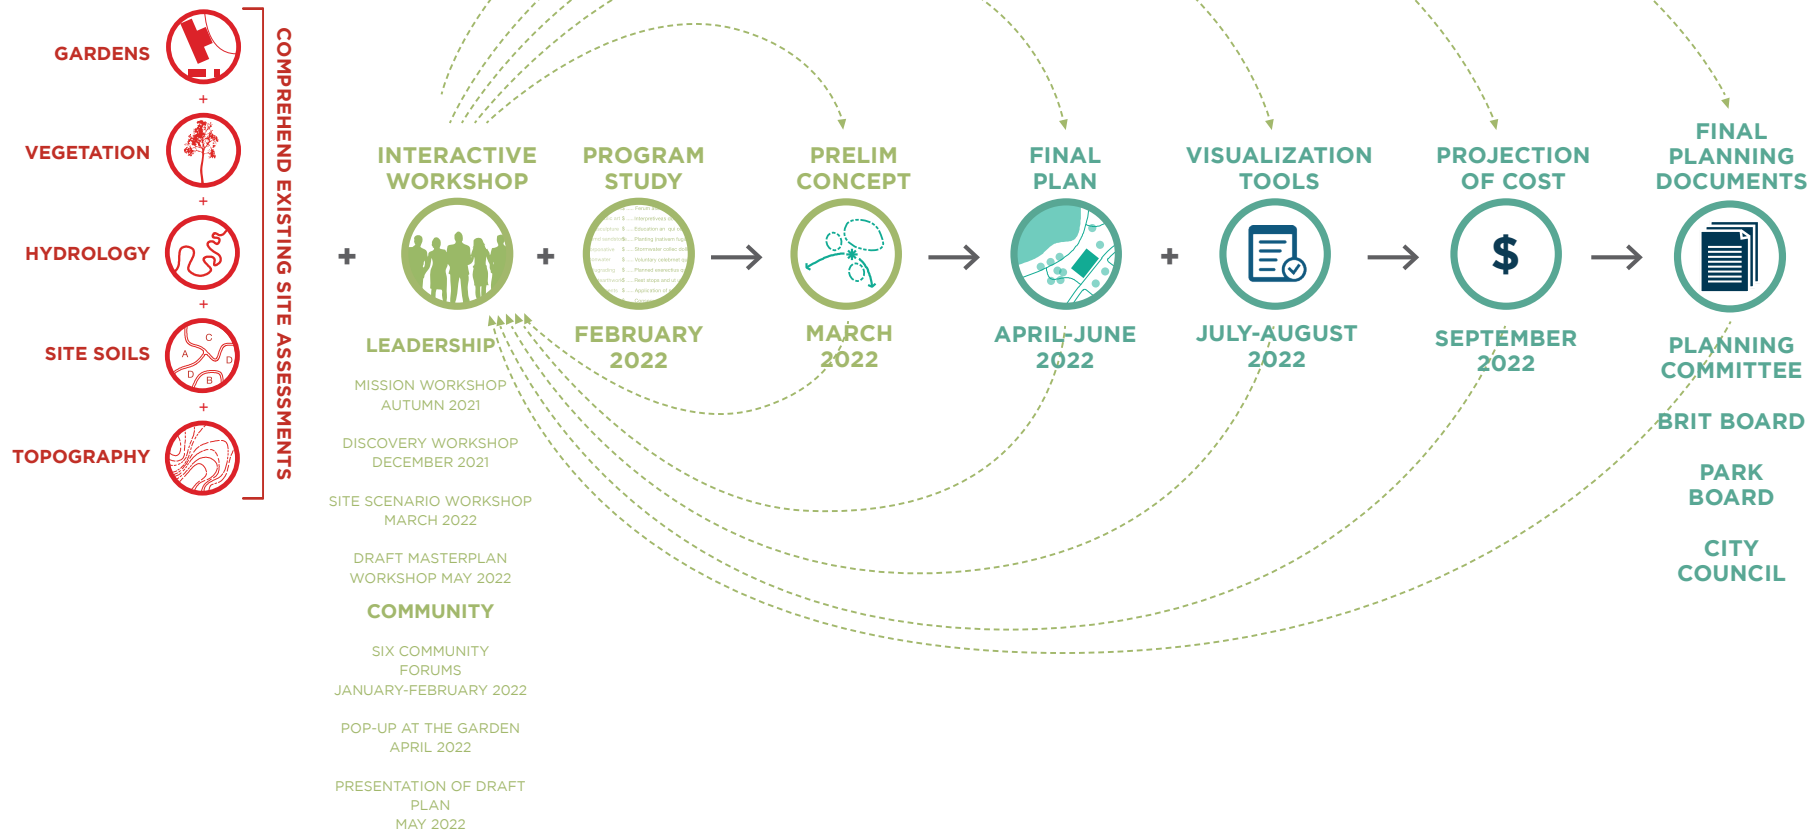 GARDENS
+
VEGETATION
+
HYDROLOGY
+
SITE SOILS
A
C
D
D
B
+
TOPOGRAPHY
COMPREHEND EXISTING SITE ASSESSMENTS
+
INTERACTIVE
WORKSHOP
LEADERSHIP
MISSION WORKSHOP
AUTUMN 2021
DISCOVERY WORKSHOP
DECEMBER 2021
SITE SCENARIO WORKSHOP
MARCH 2022
DRAFT MASTERPLAN
WORKSHOP MAY 2022
COMMUNITY
SIX COMMUNITY
FORUMS
JANUARY-FEBRUARY 2022
POP-UP AT THE GARDEN
APRIL 2022
PRESENTATION OF DRAFT
PLAN
MAY 2022
+
PROGRAM
STUDY
FEBRUARY
2022
PRELIM
CONCEPT
MARCH
2022
FINAL
PLAN
APRIL-JUNE
2022
+
VISUALIZATION
TOOLS
JULY-AUGUST
2022
PROJECTION
OF COST
$
SEPTEMBER
2022
FINAL
PLANNING
DOCUMENTS
PLANNING
COMMITTEE
BRIT BOARD
PARK
BOARD
CITY
COUNCIL